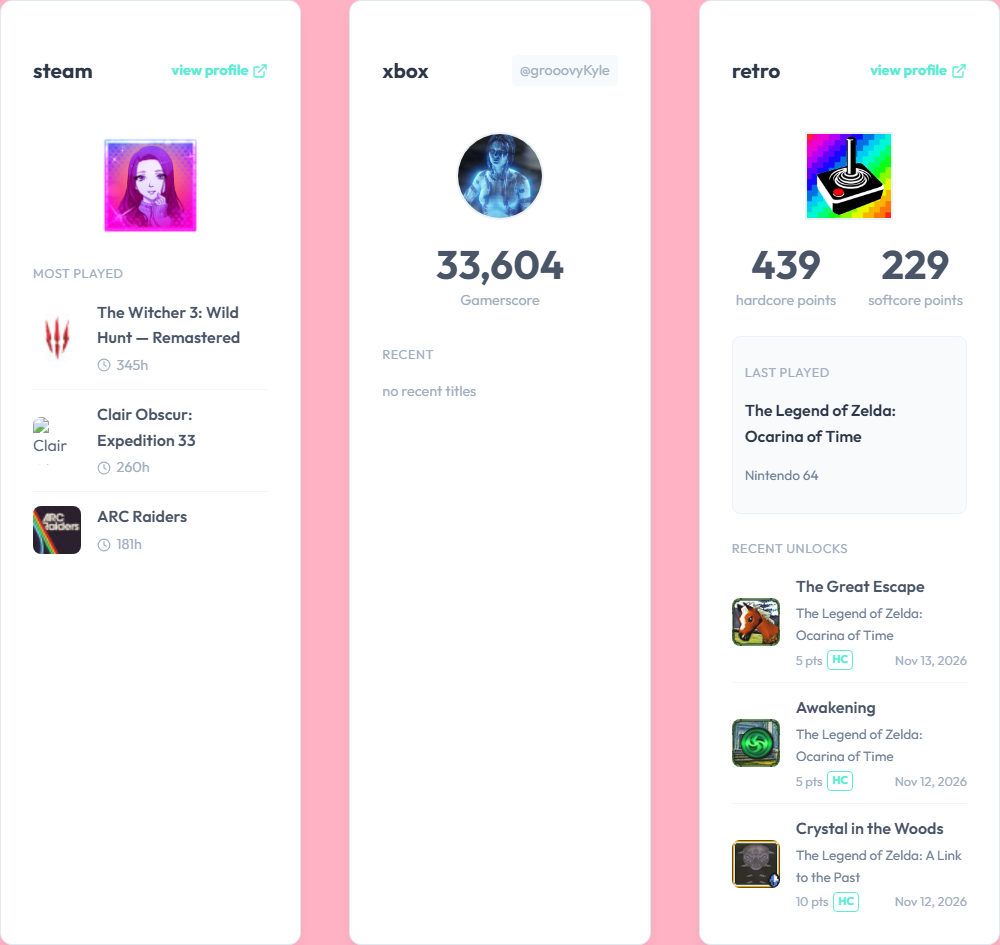 steam
view profile
MOST PLAYED
The Witcher 3: Wild
Hunt — Remastered
345h
Clair
Clair Obscur:
Expedition 33
260h
ARC
Raiders
ARC Raiders
181h
xbox
@grooovyKyle
33,604
Gamerscore
RECENT
no recent titles
retro
view profile
439
hardcore points
229
softcore points
LAST PLAYED
The Legend of Zelda:
Ocarina of Time
Nintendo 64
RECENT UNLOCKS
The Great Escape
The Legend of Zelda:
Ocarina of Time
5 pts HC Nov 13, 2026
Awakening
The Legend of Zelda:
Ocarina of Time
5 pts HC Nov 12, 2026
Crystal in the Woods
The Legend of Zelda: A Link
to the Past
10 pts HC Nov 12, 2026